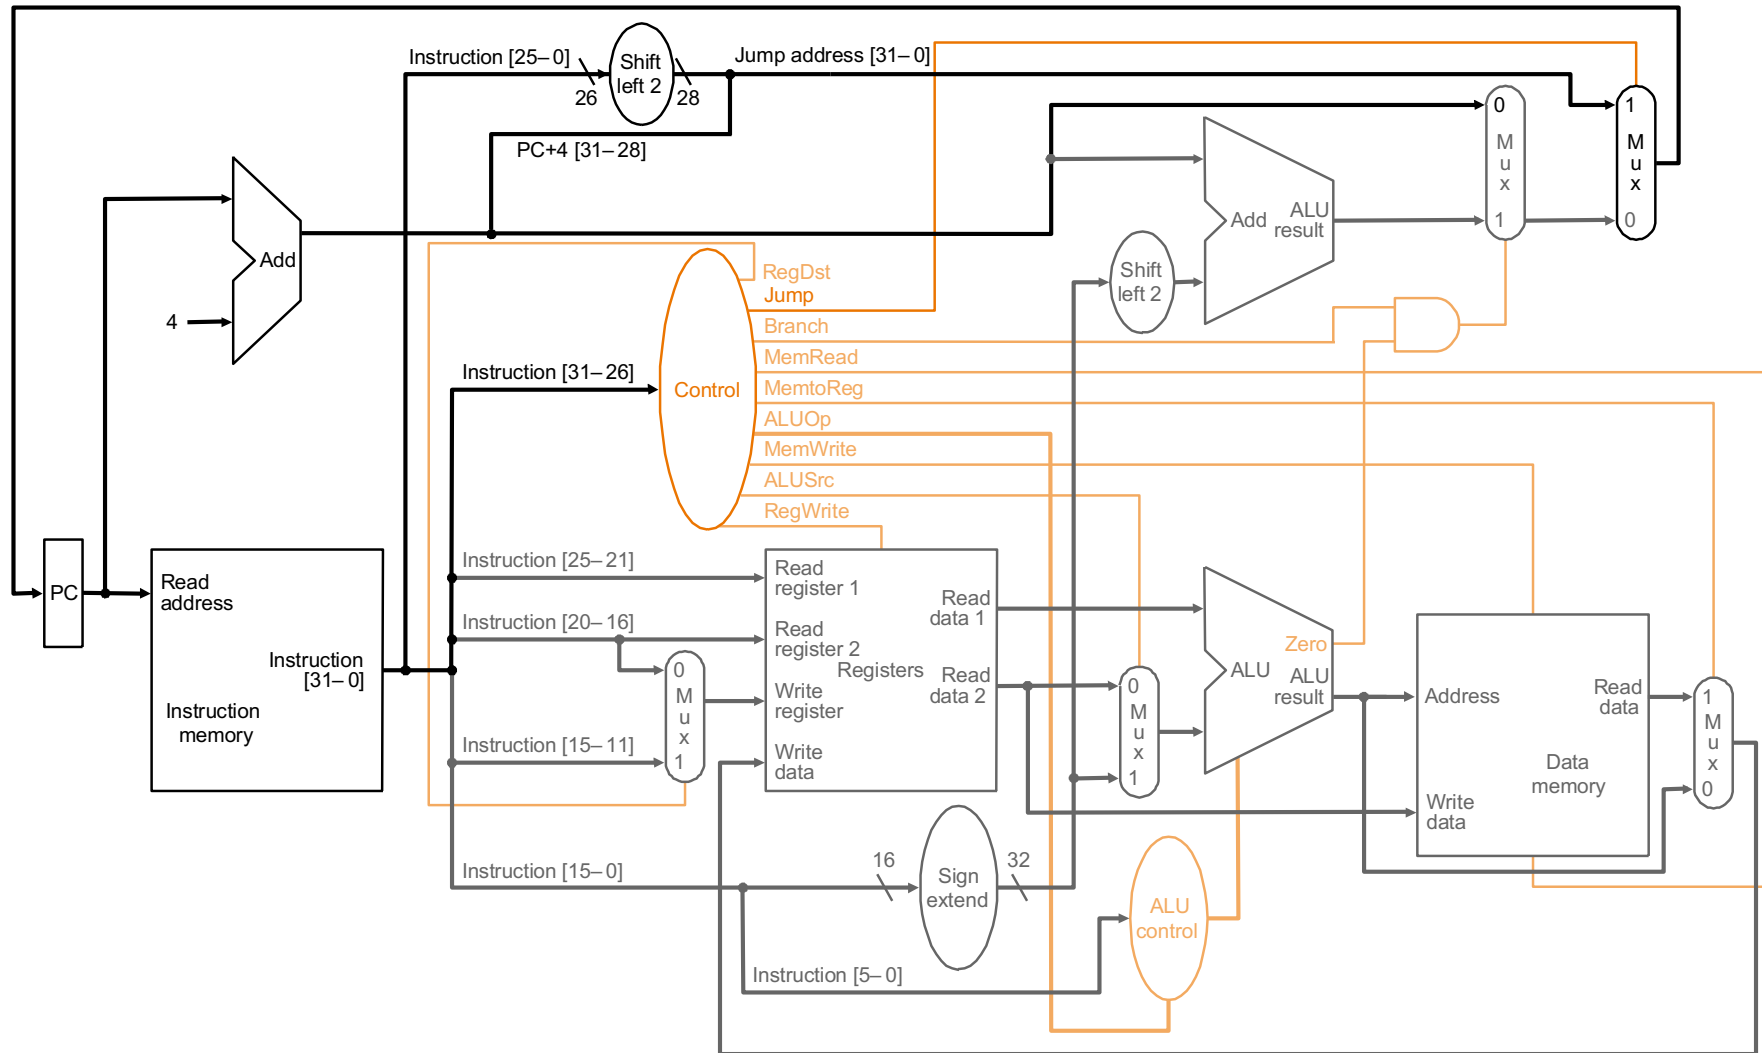 Instruction [25–0]
26
Shift
left 2
28
Jump address [31–0]
PC+4 [31–28]
Add
4
0
M
u
x
1
1
M
u
x
0
Add
ALU
result
Shift
left 2
RegDst
Jump
Branch
MemRead
MemtoReg
ALUOp
MemWrite
ALUSrc
RegWrite
Control
Instruction [31–26]
PC
Read
address
Instruction
[31–0]
Instruction
memory
Instruction [25–21]
Instruction [20–16]
Instruction [15–11]
Instruction [15–0]
Instruction [5–0]
0
M
u
x
1
Read
register 1
Read
register 2
Write
register
Write
data
Registers
Read
data 1
Read
data 2
0
M
u
x
1
Zero
ALU
ALU
result
Address
Write
data
Read
data
Data
memory
1
M
u
x
0
16
Sign
extend
32
ALU
control